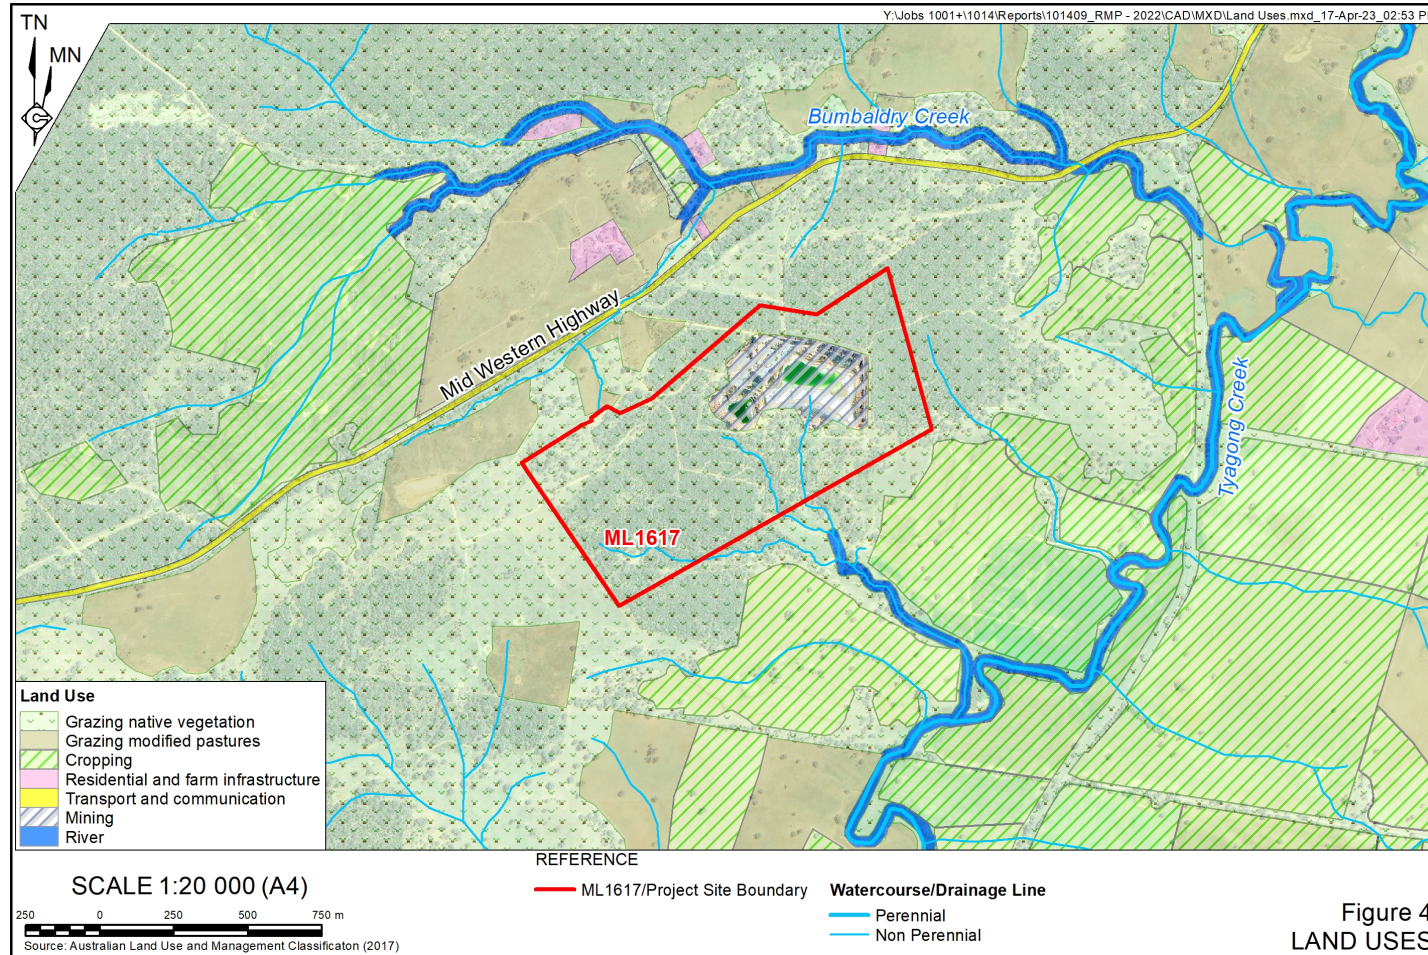 Y:\Jobs 1001+\1014\Reports\101409_RMP - 2022\CAD\MXD\Land Uses.mxd_17-Apr-23_02:53 P
TN
MN
Bumbaldry Creek
Mid Western Highway
Tyagong Creek
ML1617
Land Use
Grazing native vegetation
Grazing modified pastures
Cropping
Residential and farm infrastructure
Transport and communication
Mining
River
SCALE 1:20 000 (A4)
250 0 250 500 750 m
Source: Australian Land Use and Management Classificaton (2017)
REFERENCE
ML1617/Project Site Boundary
Watercourse/Drainage Line
Perennial
Non Perennial
Figure 4
LAND USES